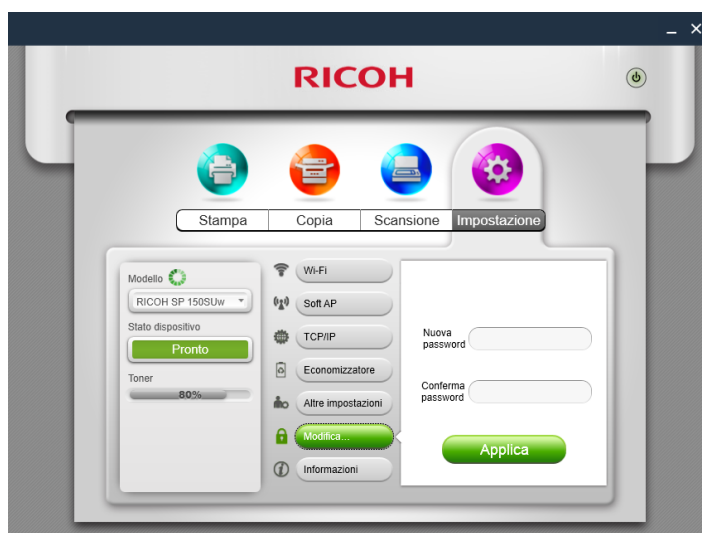 RICOH
Stampa
Copia
Scansione
Impostazione
Modello
RICOH SP 150SUw
Stato dispositivo
Pronto
Toner
80%
Wi-Fi
Soft AP
TCP/IP
Economizzatore
Altre impostazioni
Modifica...
Informazioni
Nuova
password
Conferma
password
Applica